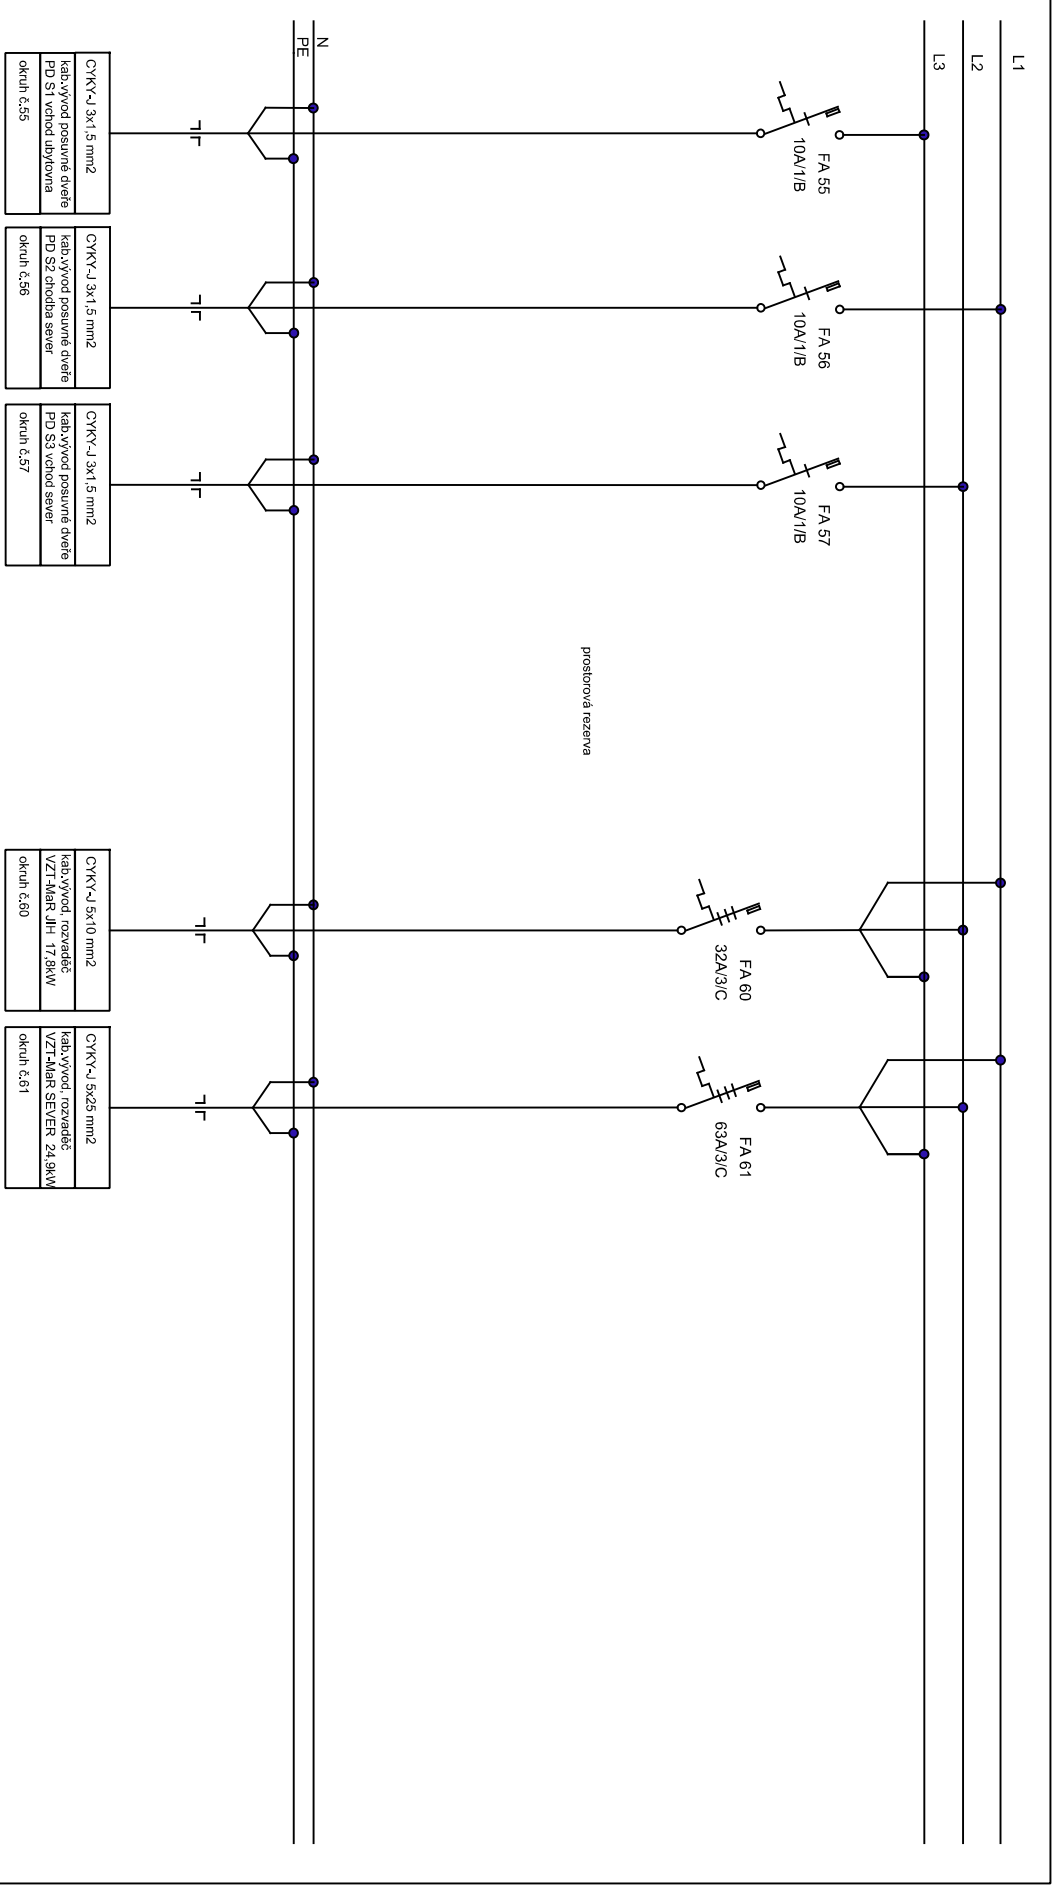 L1
L2
L3
FA 55
10A/1/B
FA 56
10A/1/B
FA 57
10A/1/B
prostorová rezerva
FA 60
32A/3/C
FA 61
63A/3/C
N
PE
CYKY-J 3x1,5 mm2
kab.vývod posuvné dveře
PD S1 vchod ubytovna
okruh č.55
CYKY-J 3x1,5 mm2
kab.vývod posuvné dveře
PD S2 chodba sever
okruh č.56
CYKY-J 3x1,5 mm2
kab.vývod posuvné dveře
PD S3 vchod sever
okruh č.57
CYKY-J 5x10 mm2
kab.vývod, rozvaděč
VZT-MaR JIH 17,8kW
okruh č.60
CYKY-J 5x25 mm2
kab.vývod, rozvaděč
VZT-MaR SEVER 24,9kW
okruh č.61